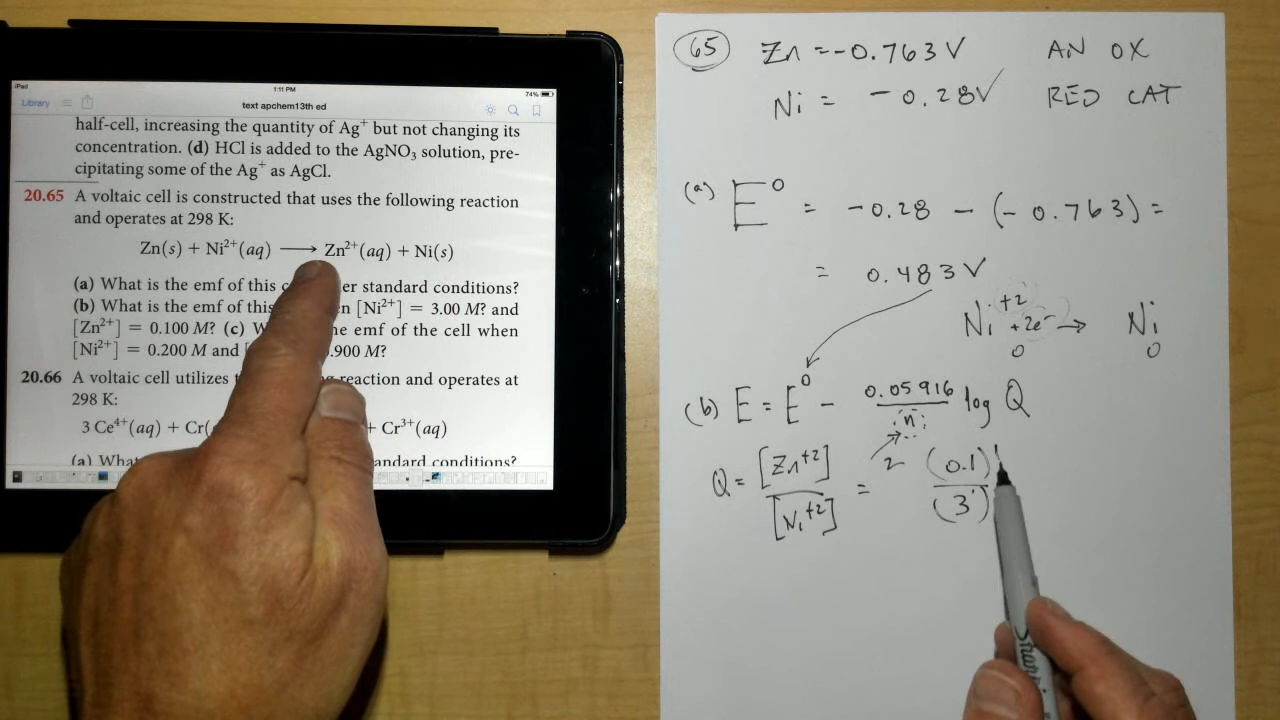 iPad 1:11 PM 74%
Library text apchem13th ed
half-cell, increasing the quantity of Ag⁺ but not changing its
concentration. (d) HCl is added to the AgNO₃ solution, pre-
cipitating some of the Ag⁺ as AgCl.
20.65 A voltaic cell is constructed that uses the following reaction
and operates at 298 K:
Zn(s) + Ni²⁺(aq) ⟶ Zn²⁺(aq) + Ni(s)
(a) What is the emf of this er standard conditions?
(b) What is the emf of this [Ni²⁺] = 3.00 M? and
[Zn²⁺] = 0.100 M? (c) he emf of the cell when
[Ni²⁺] = 0.200 M and .900 M?
20.66 A voltaic cell utilizes reaction and operates at
298 K:
3 Ce⁴⁺(aq) + Cr( + Cr³⁺(aq)
(a) What andard conditions?
65 Zn = -0.763 V AN OX
Ni = -0.28V RED CAT
(a) E⁰ = -0.28 - (-0.763) =
= 0.483 V
Ni⁺² +2e⁻ → Ni
0 0
(b) E = E⁰ - 0.05916/n log Q
2
Q = [Zn⁺²]/[Ni⁺²] = (0.1)¹/(3)
Sharpi